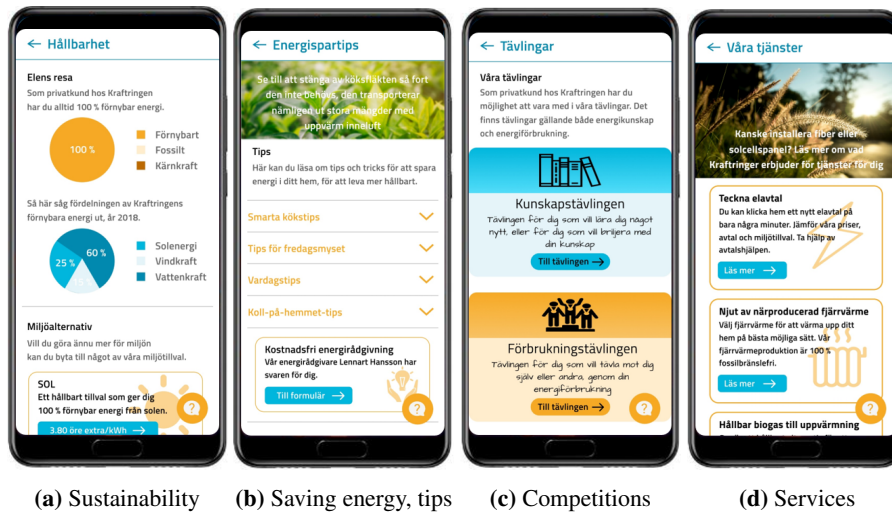 ← Hållbarhet
Elens resa
Som privatkund hos Kraftringen
har du alltid 100 % förnybar energi.
100 %
Förnybart
Fossilt
Kärnkraft
Så här såg fördelningen av Kraftringens
förnybara energi ut, år 2018.
25 %
60 %
15 %
Solenergi
Vindkraft
Vattenkraft
Miljöalternativ
Vill du göra ännu mer för miljön
kan du byta till något av våra miljötillval.
SOL
Ett hållbart tillval som ger dig
100 % förnybar energi från solen.
3.80 öre extra/kWh →
?
← Energispartips
Se till att stänga av köksfläkten så fort
den inte behövs, den transporterar
nämligen ut stora mängder med
uppvärm inneluft
Tips
Här kan du läsa om tips och tricks för att spara
energi i ditt hem, för att leva mer hållbart.
Smarta kökstips
Tips för fredagsmyset
Vardagstips
Koll-på-hemmet-tips
Kostnadsfri energirådgivning
Vår energirådgivare Lennart Hansson har
svaren för dig.
Till formulär →
?
← Tävlingar
Våra tävlingar
Som privatkund hos Kraftringen har du
möjlighet att vara med i våra tävlingar. Det
finns tävlingar gällande både energikunskap
och energiförbrukning.
Kunskapstävlingen
Tävlingen för dig som vill lära dig något
nytt, eller för dig som vill briljera med
din kunskap
Till tävlingen →
Förbrukningstävlingen
Tävlingen för dig som vill tävla mot dig
själv eller andra, genom din
energiförbrukning
Till tävlingen →
?
← Våra tjänster
Kanske installera fiber eller
solcellspanel? Läs mer om vad
Kraftringer erbjuder för tjänster för dig
Teckna elavtal
Du kan klicka hem ett nytt elavtal på
bara några minuter. Jämför våra priser,
avtal och miljötillval. Ta hjälp av
avtalshjälpen.
Läs mer →
Njut av närproducerad fjärrvärme
Välj fjärrvärme för att värma upp ditt
hem på bästa möjliga sätt. Vår
fjärrvärmeproduktion är 100 %
fossilbränslefri.
Läs mer →
Hållbar biogas till uppvärmning
?
(a) Sustainability
(b) Saving energy, tips
(c) Competitions
(d) Services